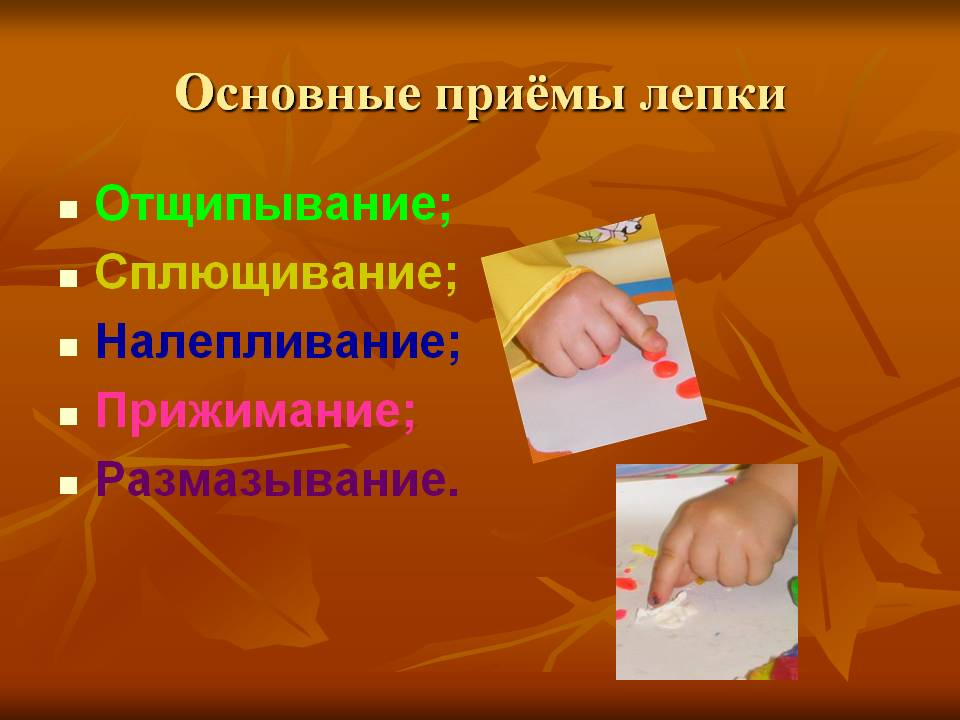 Основные приёмы лепки
Отщипывание;
Сплющивание;
Налепливание;
Прижимание;
Размазывание.